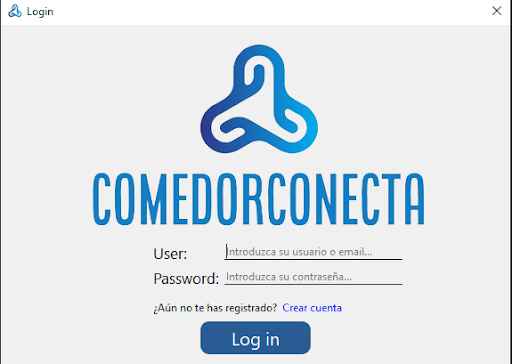 Login
COMEDORCONECTA
User: Introduzca su usuario o email...
Password: Introduzca su contraseña...
¿Aún no te has registrado? Crear cuenta
Log in